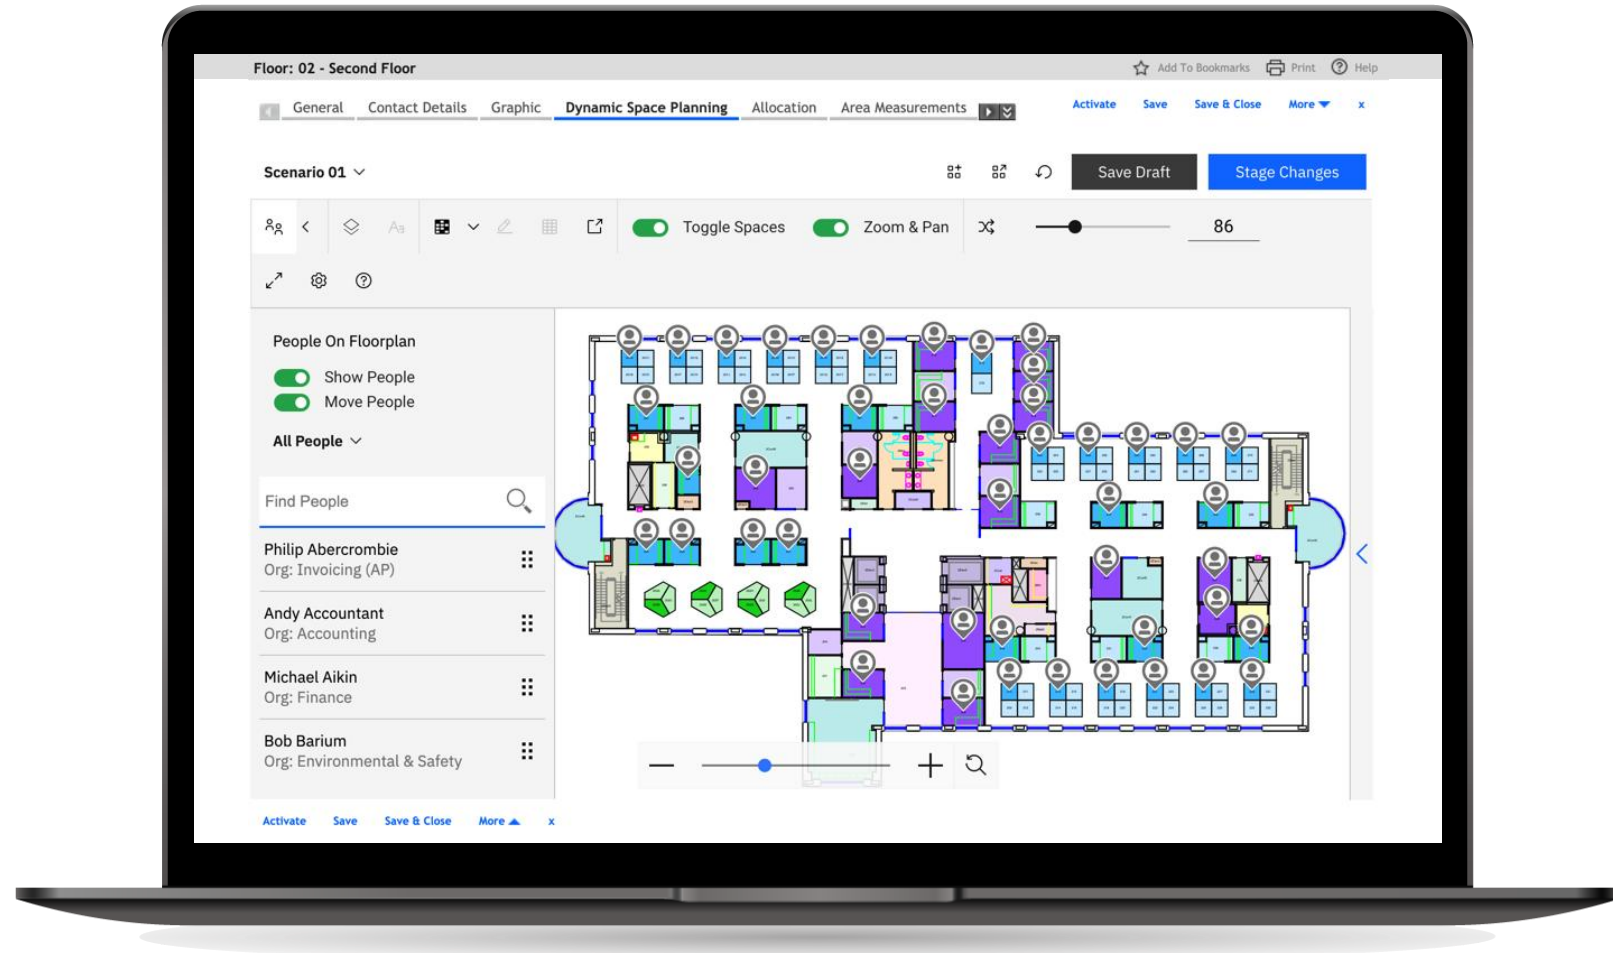 Floor: 02 - Second Floor
Add To Bookmarks Print Help
General Contact Details Graphic Dynamic Space Planning Allocation Area Measurements
Activate Save Save & Close More x
Scenario 01
Save Draft Stage Changes
Aa Toggle Spaces Zoom & Pan 86
People On Floorplan
Show People
Move People
All People
Find People
Philip Abercrombie
Org: Invoicing (AP)
Andy Accountant
Org: Accounting
Michael Aikin
Org: Finance
Bob Barium
Org: Environmental & Safety
Activate Save Save & Close More x